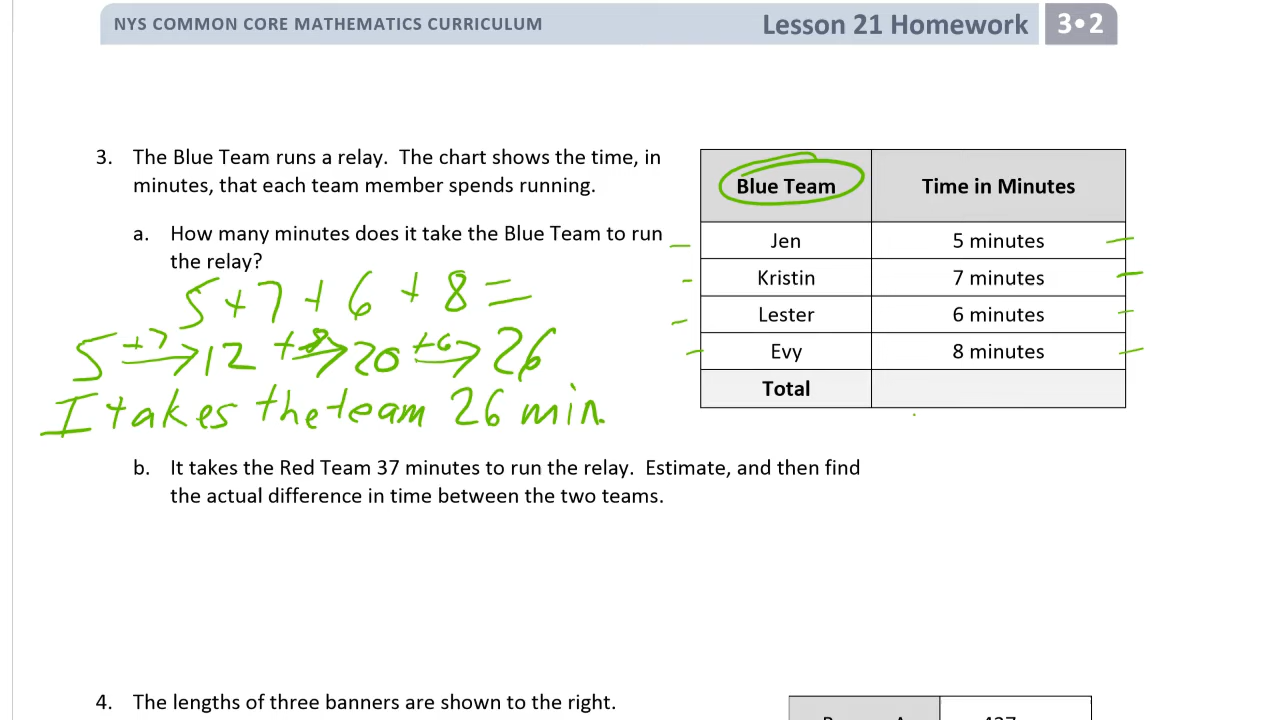 NYS COMMON CORE MATHEMATICS CURRICULUM
Lesson 21 Homework
3•2
3. The Blue Team runs a relay. The chart shows the time, in
minutes, that each team member spends running.
a. How many minutes does it take the Blue Team to run
the relay?
5 + 7 + 6 + 8 =
5 +7→ 12 +8→ 20 +6→ 26
I takes the team 26 min.
Blue Team Time in Minutes
Jen 5 minutes
Kristin 7 minutes
Lester 6 minutes
Evy 8 minutes
Total
b. It takes the Red Team 37 minutes to run the relay. Estimate, and then find
the actual difference in time between the two teams.
4. The lengths of three banners are shown to the right.